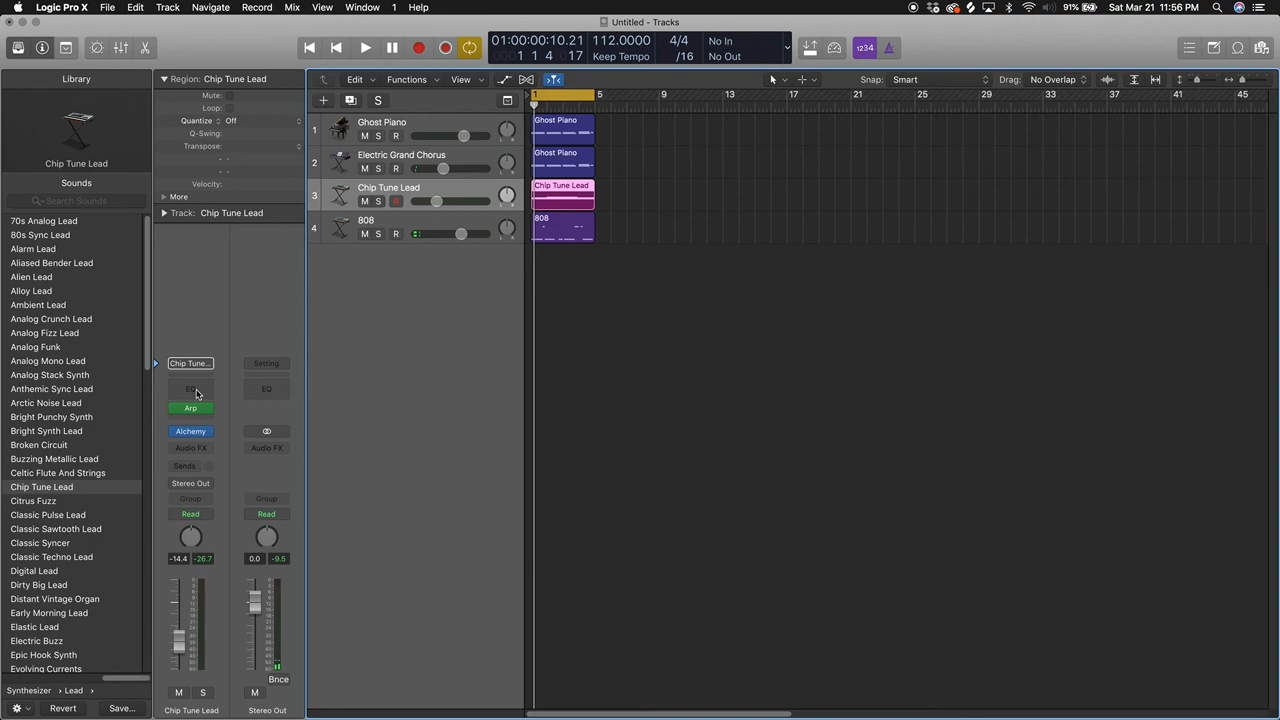 Logic Pro X File Edit Track Navigate Record Mix View Window 1 Help
91% Sat Mar 21 11:56 PM
Untitled - Tracks
01:00:00:10.21
1 1 4 017
112.0000
Keep Tempo
4/4
/16
No In
No Out
1234
Library
Region: Chip Tune Lead
Mute:
Loop:
Quantize Off
Q-Swing:
Transpose:
Velocity:
More
Track: Chip Tune Lead
Edit Functions View
Snap: Smart
Drag: No Overlap
S
1 5 9 13 17 21 25 29 33 37 41 45
1 Ghost Piano
M S R
Ghost Piano
2 Electric Grand Chorus
M S R
Ghost Piano
3 Chip Tune Lead
M S R
Chip Tune Lead
4 808
M S R
808
Chip Tune Lead
Sounds
Search Sounds
70s Analog Lead
80s Sync Lead
Alarm Lead
Aliased Bender Lead
Alien Lead
Alloy Lead
Ambient Lead
Analog Crunch Lead
Analog Fizz Lead
Analog Funk
Analog Mono Lead
Analog Stack Synth
Anthemic Sync Lead
Arctic Noise Lead
Bright Punchy Synth
Bright Synth Lead
Broken Circuit
Buzzing Metallic Lead
Celtic Flute And Strings
Chip Tune Lead
Citrus Fuzz
Classic Pulse Lead
Classic Sawtooth Lead
Classic Syncer
Classic Techno Lead
Digital Lead
Dirty Big Lead
Distant Vintage Organ
Early Morning Lead
Elastic Lead
Electric Buzz
Epic Hook Synth
Evolving Currents
Synthesizer Lead
Revert Save...
Chip Tune...
EQ
Arp
Alchemy
Audio FX
Sends
Stereo Out
Group
Read
-14.4 -26.7
M S
Chip Tune Lead
Setting
EQ
Audio FX
Group
Read
0.0 -9.5
Bnce
M
Stereo Out